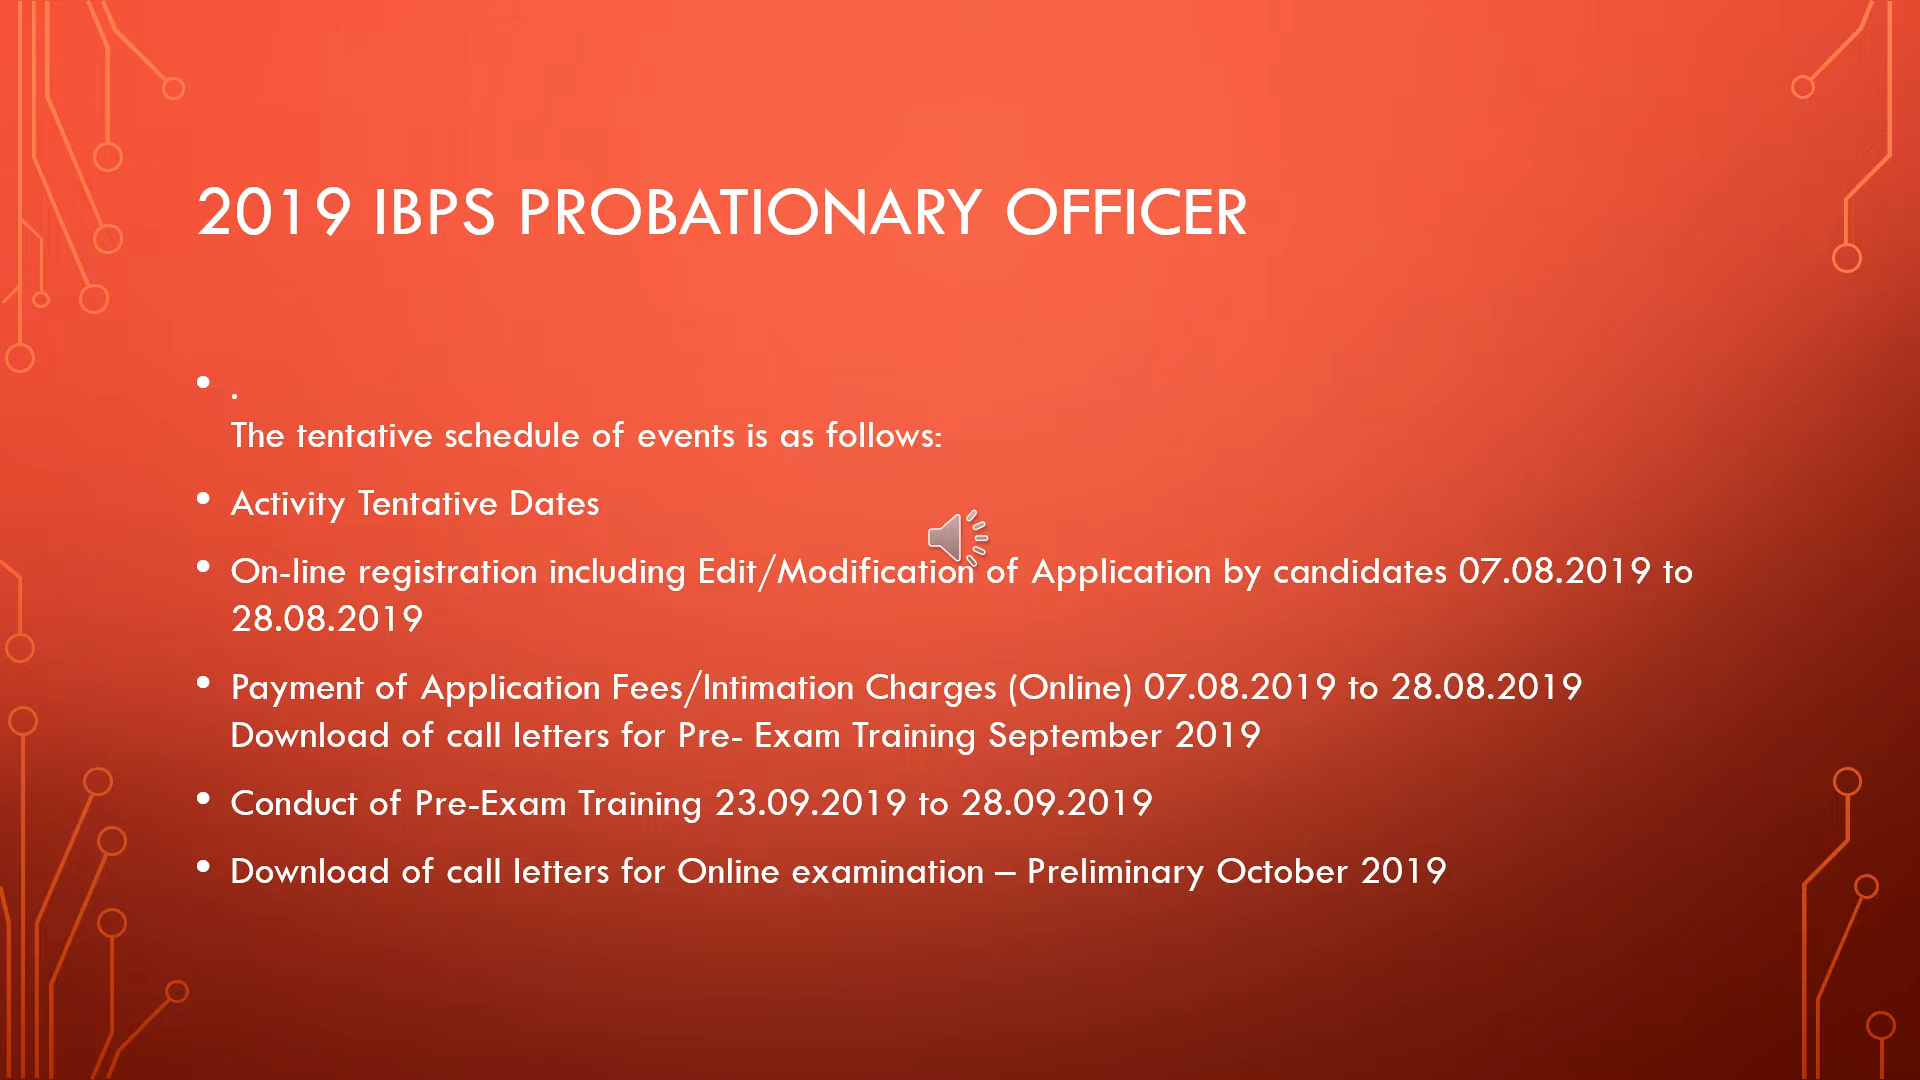 2019 IBPS PROBATIONARY OFFICER
• .
The tentative schedule of events is as follows:
• Activity Tentative Dates
• On-line registration including Edit/Modification of Application by candidates 07.08.2019 to
28.08.2019
• Payment of Application Fees/Intimation Charges (Online) 07.08.2019 to 28.08.2019
Download of call letters for Pre- Exam Training September 2019
• Conduct of Pre-Exam Training 23.09.2019 to 28.09.2019
• Download of call letters for Online examination – Preliminary October 2019